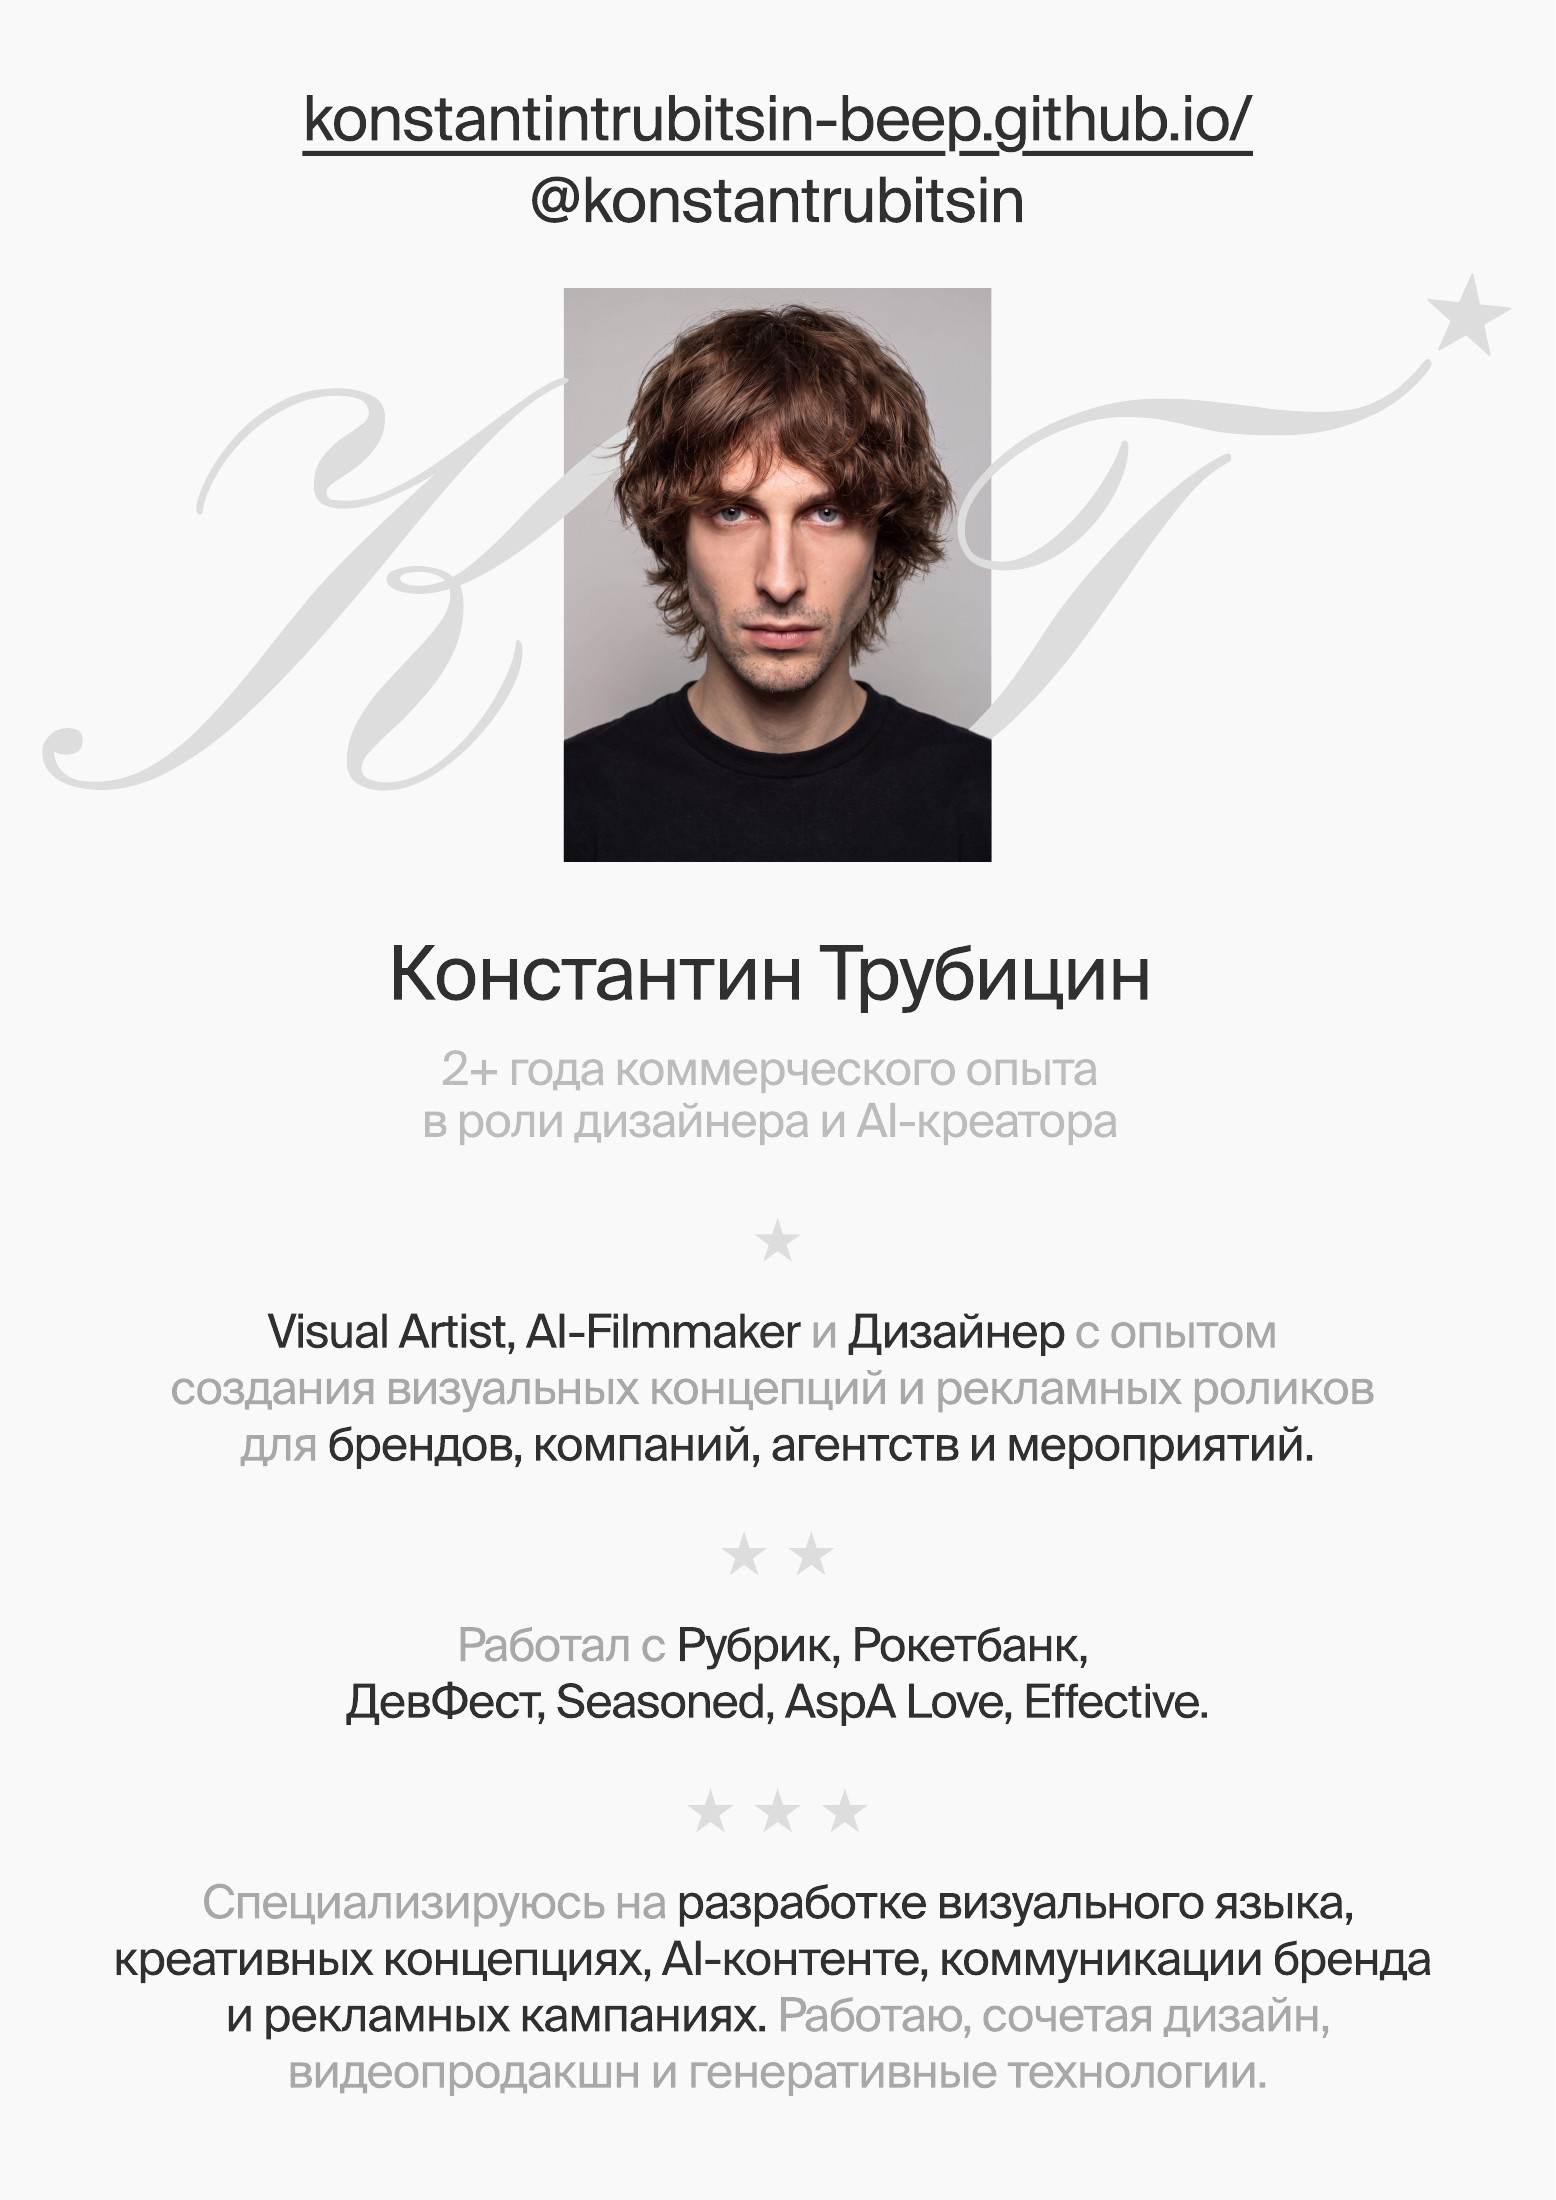 konstantintrubitsin-beep.github.io/
@konstantrubitsin
K T
Константин Трубицин
2+ года коммерческого опыта
в роли дизайнера и AI-креатора
Visual Artist, AI-Filmmaker и Дизайнер с опытом
создания визуальных концепций и рекламных роликов
для брендов, компаний, агентств и мероприятий.
Работал с Рубрик, Рокетбанк,
ДевФест, Seasoned, AspA Love, Effective.
Специализируюсь на разработке визуального языка,
креативных концепциях, AI-контенте, коммуникации бренда
и рекламных кампаниях. Работаю, сочетая дизайн,
видеопродакшн и генеративные технологии.